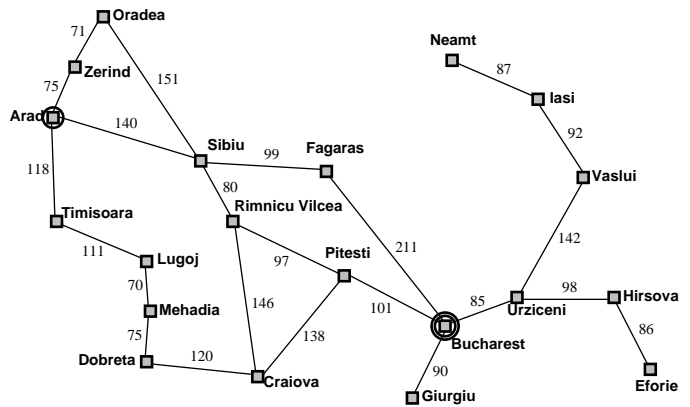 Oradea
71
Neamt
Zerind
87
75
151
Iasi
Arad
140
92
Sibiu
Fagaras
99
118
80
Vaslui
Timisoara
Rimnicu Vilcea
111
211
142
Lugoj
97
Pitesti
70
98
Hirsova
Mehadia
146
101
85
Urziceni
75
138
86
Bucharest
120
Dobreta
90
Craiova
Eforie
Giurgiu